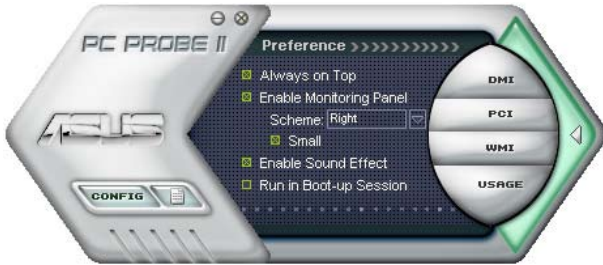 PC PROBE II
Preference >>>>>>>>>>>
Always on Top
Enable Monitoring Panel
Scheme: Right
Small
Enable Sound Effect
Run in Boot-up Session
ASUS
CONFIG
DMI
PCI
WMI
USAGE